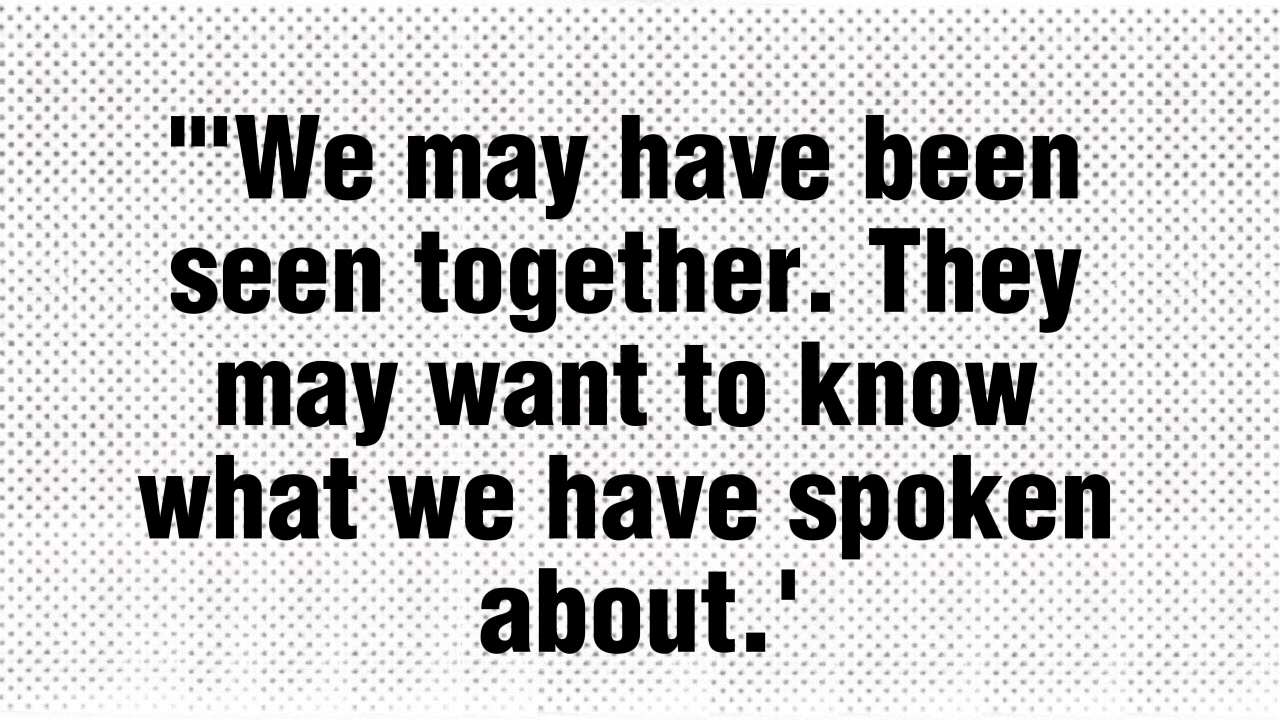 "'We may have been
seen together. They
may want to know
what we have spoken
about.'